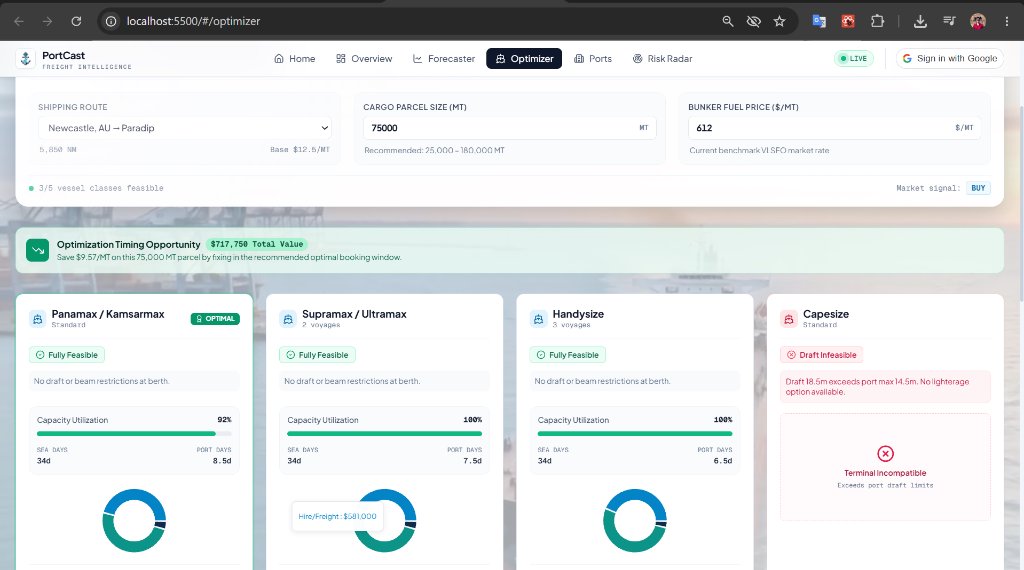 localhost:5500/#/optimizer
PortCast
FREIGHT INTELLIGENCE
Home
Overview
Forecaster
Optimizer
Ports
Risk Radar
LIVE
Sign in with Google
SHIPPING ROUTE
Newcastle, AU → Paradip
5,850 NM
Base $12.5/MT
CARGO PARCEL SIZE (MT)
75000
MT
Recommended: 25,000 – 180,000 MT
BUNKER FUEL PRICE ($/MT)
612
$/MT
Current benchmark VLSFO market rate
3/5 vessel classes feasible
Market signal: BUY
Optimization Timing Opportunity $717,750 Total Value
Save $9.57/MT on this 75,000 MT parcel by fixing in the recommended optimal booking window.
Panamax / Kamsarmax
Standard
OPTIMAL
Fully Feasible
No draft or beam restrictions at berth.
Capacity Utilization 92%
SEA DAYS PORT DAYS
34d 8.5d
Supramax / Ultramax
2 voyages
Fully Feasible
No draft or beam restrictions at berth.
Capacity Utilization 100%
SEA DAYS PORT DAYS
34d 7.5d
Hire/Freight : $581,000
Handysize
3 voyages
Fully Feasible
No draft or beam restrictions at berth.
Capacity Utilization 100%
SEA DAYS PORT DAYS
34d 6.5d
Capesize
Standard
Draft Infeasible
Draft 18.5m exceeds port max 14.5m. No lighterage
option available.
Terminal Incompatible
Exceeds port draft limits